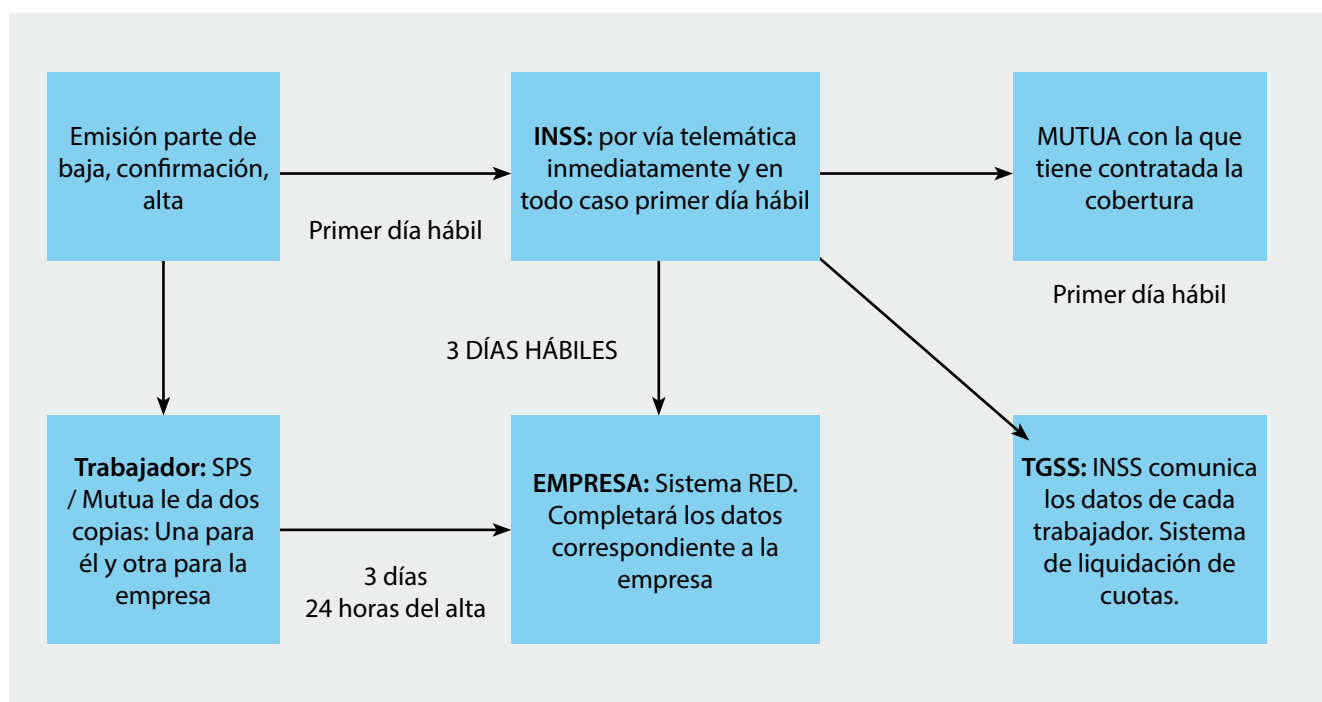 Emisión parte de
baja, confirmación,
alta
Primer día hábil
INSS: por vía telemática
inmediatamente y en
todo caso primer día hábil
MUTUA con la que
tiene contratada la
cobertura
Primer día hábil
3 DÍAS HÁBILES
Trabajador: SPS
/ Mutua le da dos
copias: Una para
él y otra para la
empresa
3 días
24 horas del alta
EMPRESA: Sistema RED.
Completará los datos
correspondiente a la
empresa
TGSS: INSS comunica
los datos de cada
trabajador. Sistema
de liquidación de
cuotas.